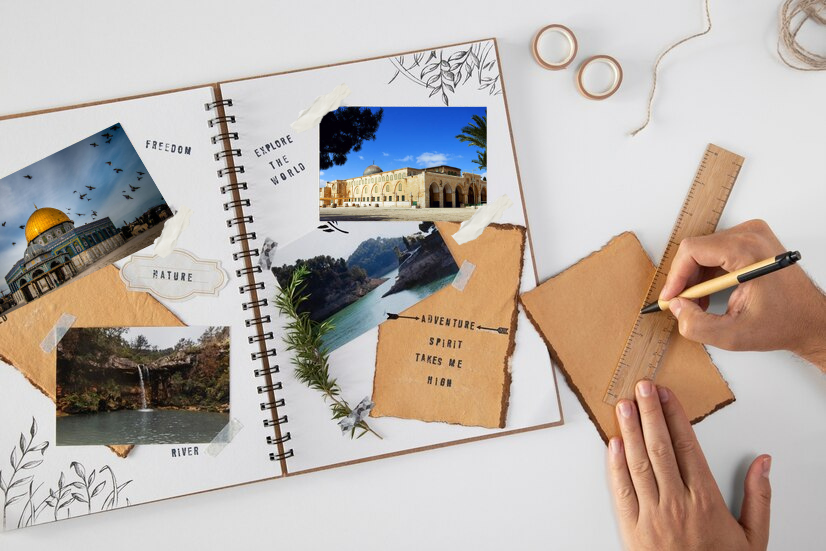 FREEDOM
NATURE
RIVER
EXPLORE
THE
WORLD
ADVENTURE
SPIRIT
TAKES ME
HIGH